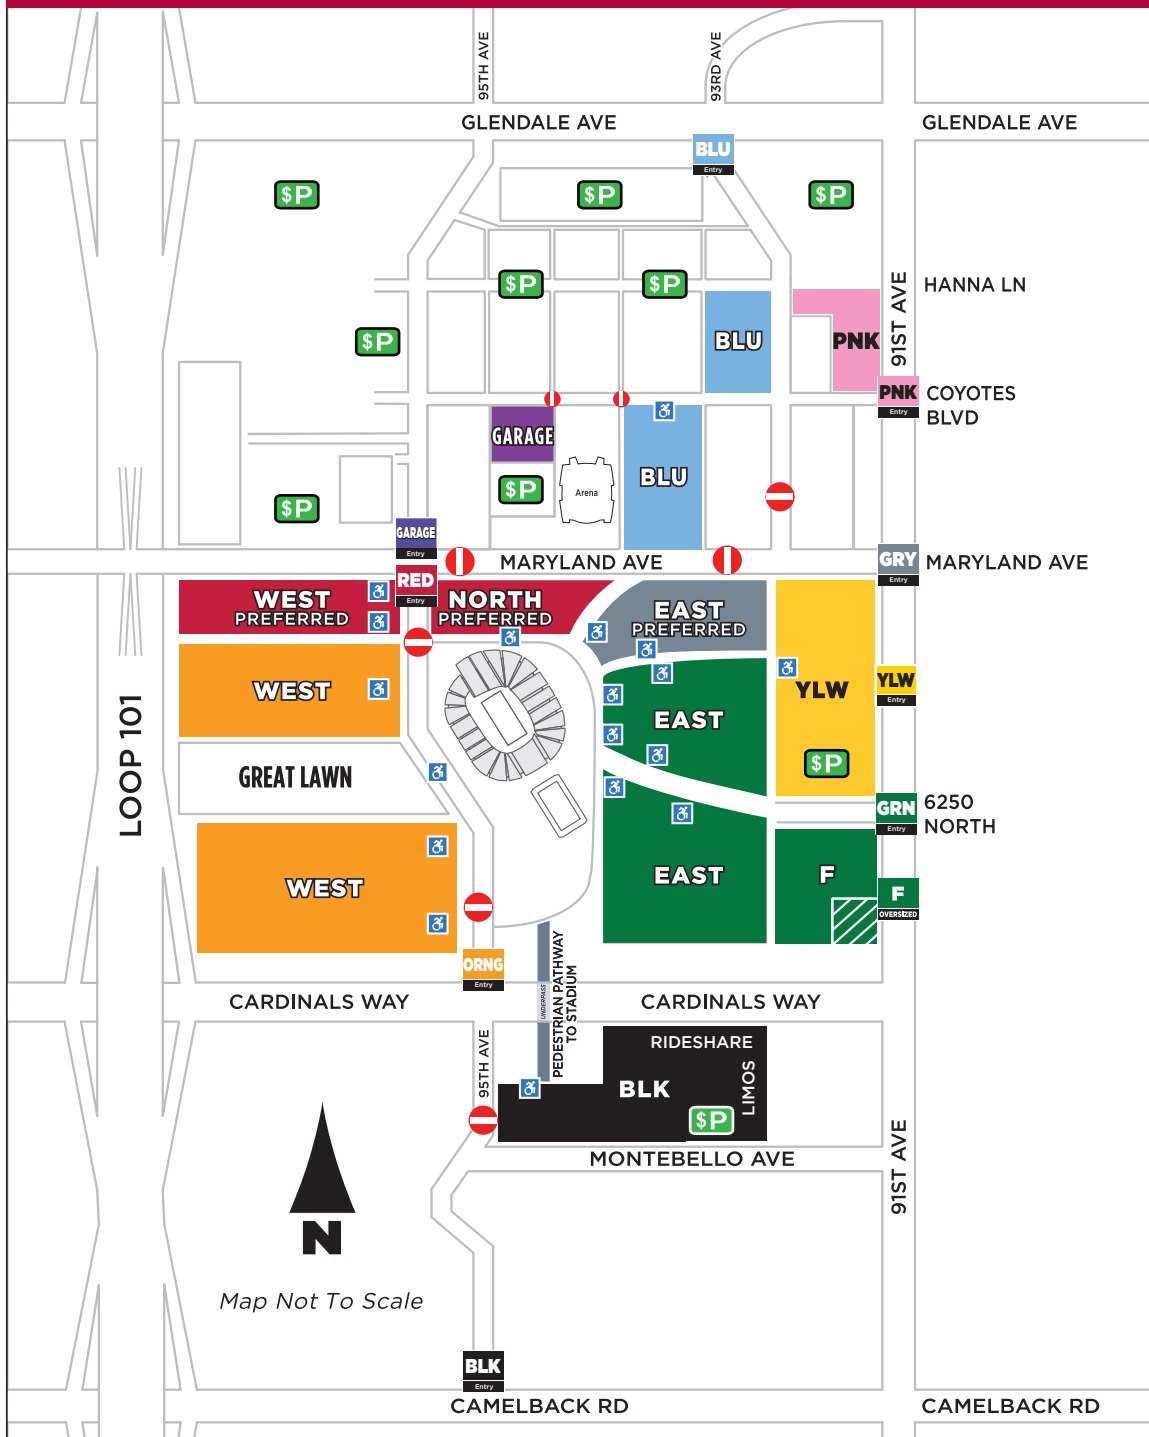 95TH AVE
93RD AVE
GLENDALE AVE
GLENDALE AVE
BLU
Entry
$P
$P
$P
91ST AVE
HANNA LN
$P
$P
$P
BLU
PNK
PNK
Entry
COYOTES
BLVD
GARAGE
BLU
$P
Arena
$P
GARAGE
Entry
MARYLAND AVE
GRY
Entry
MARYLAND AVE
RED
Entry
WEST
PREFERRED
NORTH
PREFERRED
EAST
PREFERRED
WEST
YLW
YLW
Entry
EAST
LOOP 101
GREAT LAWN
$P
GRN
Entry
6250
NORTH
WEST
EAST
F
F
OVERSIZED
ORNG
Entry
PEDESTRIAN PATHWAY
TO STADIUM
UNDERPASS
CARDINALS WAY
CARDINALS WAY
95TH AVE
RIDESHARE
LIMOS
BLK
$P
MONTEBELLO AVE
91ST AVE
N
Map Not To Scale
BLK
Entry
CAMELBACK RD
CAMELBACK RD